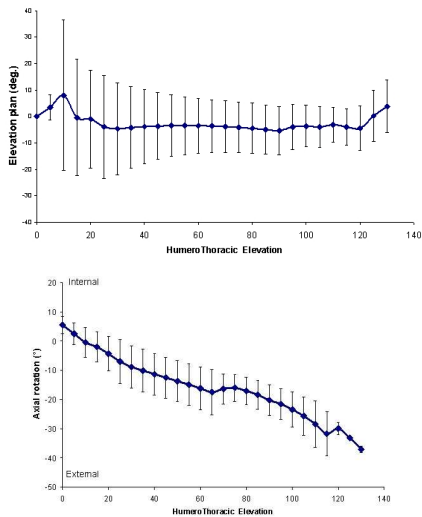 40
30
20
10
0
-10
-20
-30
-40
Elevation plan (deg.)
0 20 40 60 80 100 120 140
HumeroThoracic Elevation
20
10
0
-10
-20
-30
-40
-50
Axial rotation (°)
Internal
External
0 20 40 60 80 100 120 140
HumeroThoracic Elevation